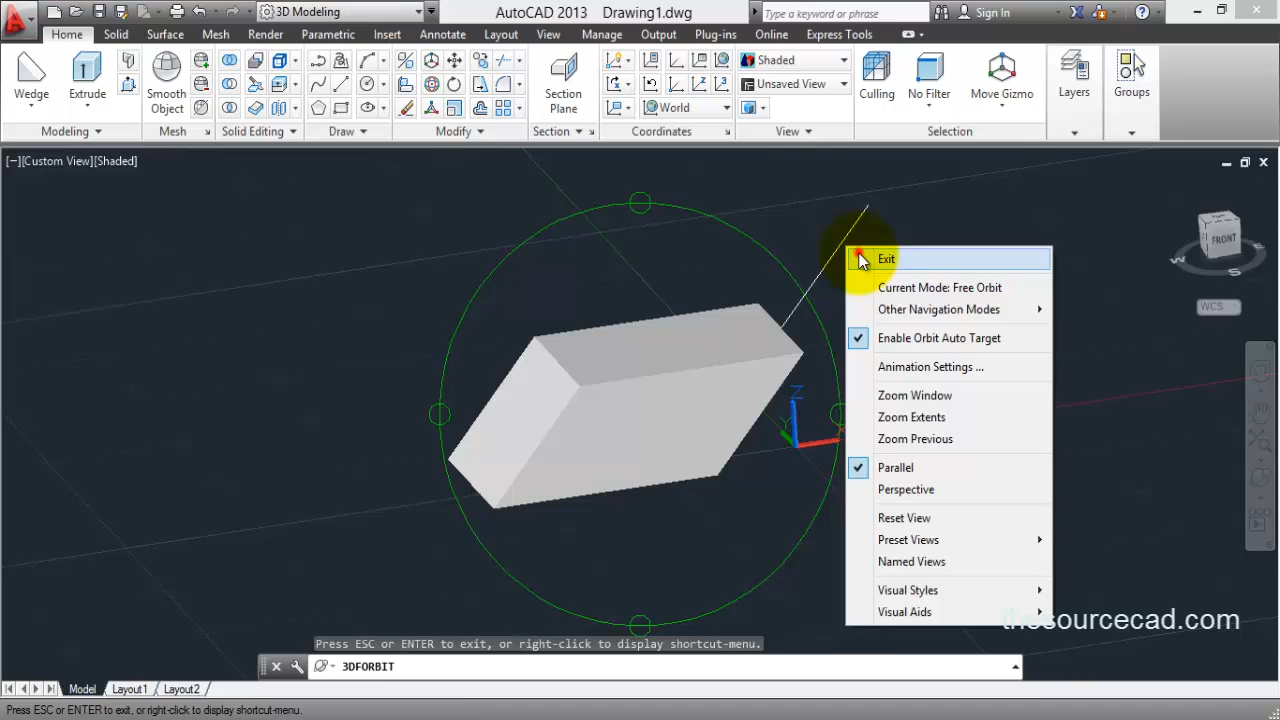 3D Modeling
AutoCAD 2013 Drawing1.dwg
Type a keyword or phrase
Sign In
Home Solid Surface Mesh Render Parametric Insert Annotate Layout View Manage Output Plug-ins Online Express Tools
Wedge
Extrude
Smooth
Object
Section
Plane
World
Shaded
Unsaved View
Culling
No Filter
Move Gizmo
Layers
Groups
Modeling
Mesh
Solid Editing
Draw
Modify
Section
Coordinates
View
Selection
[−][Custom View][Shaded]
FRONT
W
S
WCS
Z
Y
Exit
Current Mode: Free Orbit
Other Navigation Modes
Enable Orbit Auto Target
Animation Settings ...
Zoom Window
Zoom Extents
Zoom Previous
Parallel
Perspective
Reset View
Preset Views
Named Views
Visual Styles
Visual Aids
thesourcecad.com
Press ESC or ENTER to exit, or right-click to display shortcut-menu.
3DFORBIT
Model Layout1 Layout2
Press ESC or ENTER to exit, or right-click to display shortcut-menu.